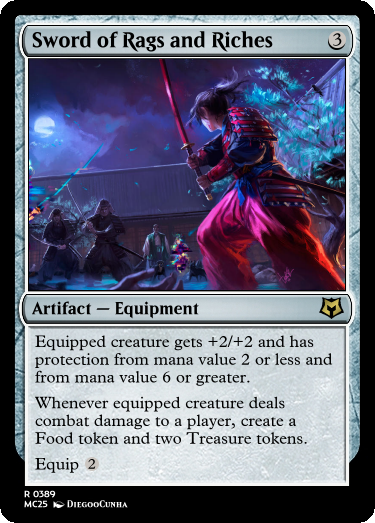 Sword of Rags and Riches 3
Artifact — Equipment
Equipped creature gets +2/+2 and has
protection from mana value 2 or less and
from mana value 6 or greater.
Whenever equipped creature deals
combat damage to a player, create a
Food token and two Treasure tokens.
Equip 2
R 0389
MC25 DiegooCunha